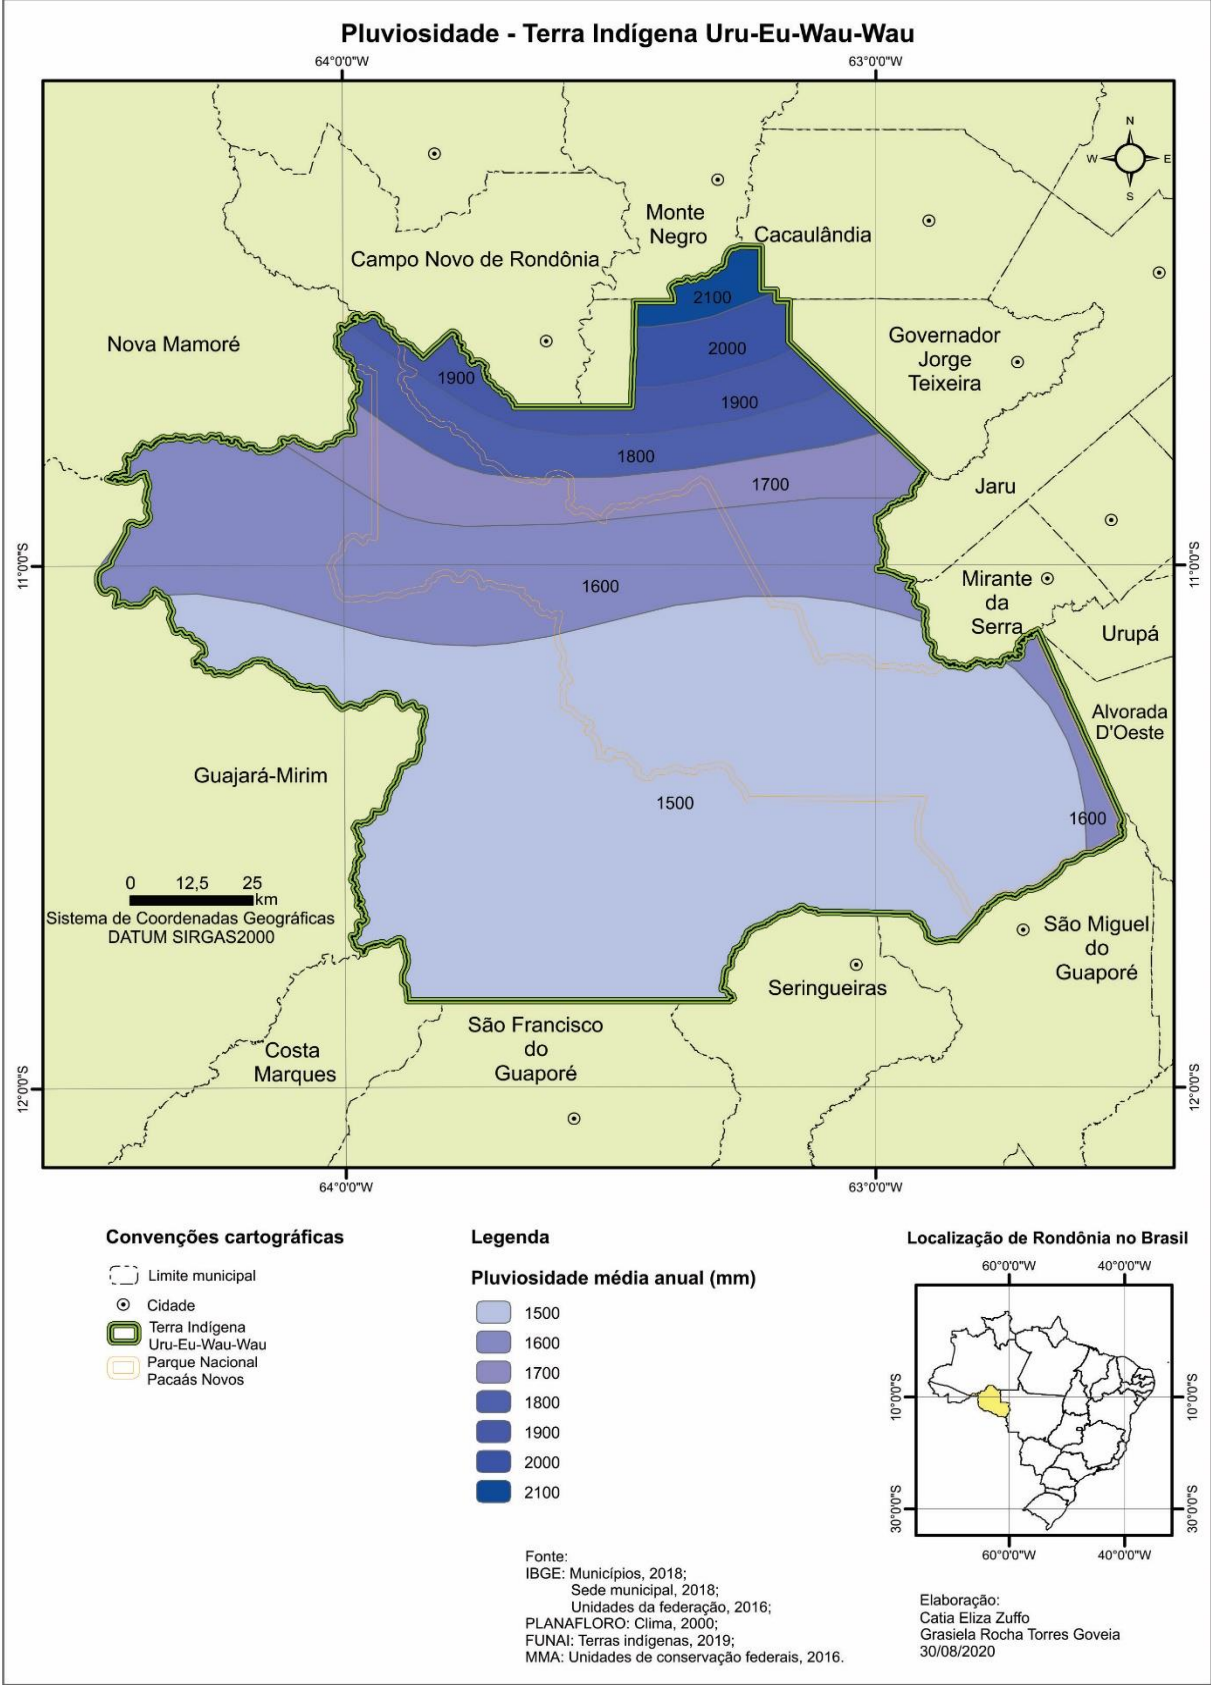 Pluviosidade - Terra Indígena Uru-Eu-Wau-Wau
64°0'0"W
63°0'0"W
N
W
E
S
Monte
Negro
Cacaulândia
Campo Novo de Rondônia
2100
Nova Mamoré
2000
Governador
Jorge
Teixeira
1900
1900
1800
1700
Jaru
11°0'0"S
11°0'0"S
1600
Mirante
da
Serra
Urupá
Alvorada
D'Oeste
Guajará-Mirim
1500
1600
0 12,5 25
km
Sistema de Coordenadas Geográficas
DATUM SIRGAS2000
São Miguel
do
Guaporé
Seringueiras
São Francisco
do
Guaporé
Costa
Marques
12°0'0"S
12°0'0"S
64°0'0"W
63°0'0"W
Convenções cartográficas
Limite municipal
Cidade
Terra Indígena
Uru-Eu-Wau-Wau
Parque Nacional
Pacaás Novos
Legenda
Pluviosidade média anual (mm)
1500
1600
1700
1800
1900
2000
2100
Localização de Rondônia no Brasil
60°0'0"W
40°0'0"W
10°0'0"S
10°0'0"S
30°0'0"S
30°0'0"S
60°0'0"W
40°0'0"W
Fonte:
IBGE: Municípios, 2018;
Sede municipal, 2018;
Unidades da federação, 2016;
PLANAFLORO: Clima, 2000;
FUNAI: Terras indígenas, 2019;
MMA: Unidades de conservação federais, 2016.
Elaboração:
Catia Eliza Zuffo
Grasiela Rocha Torres Goveia
30/08/2020